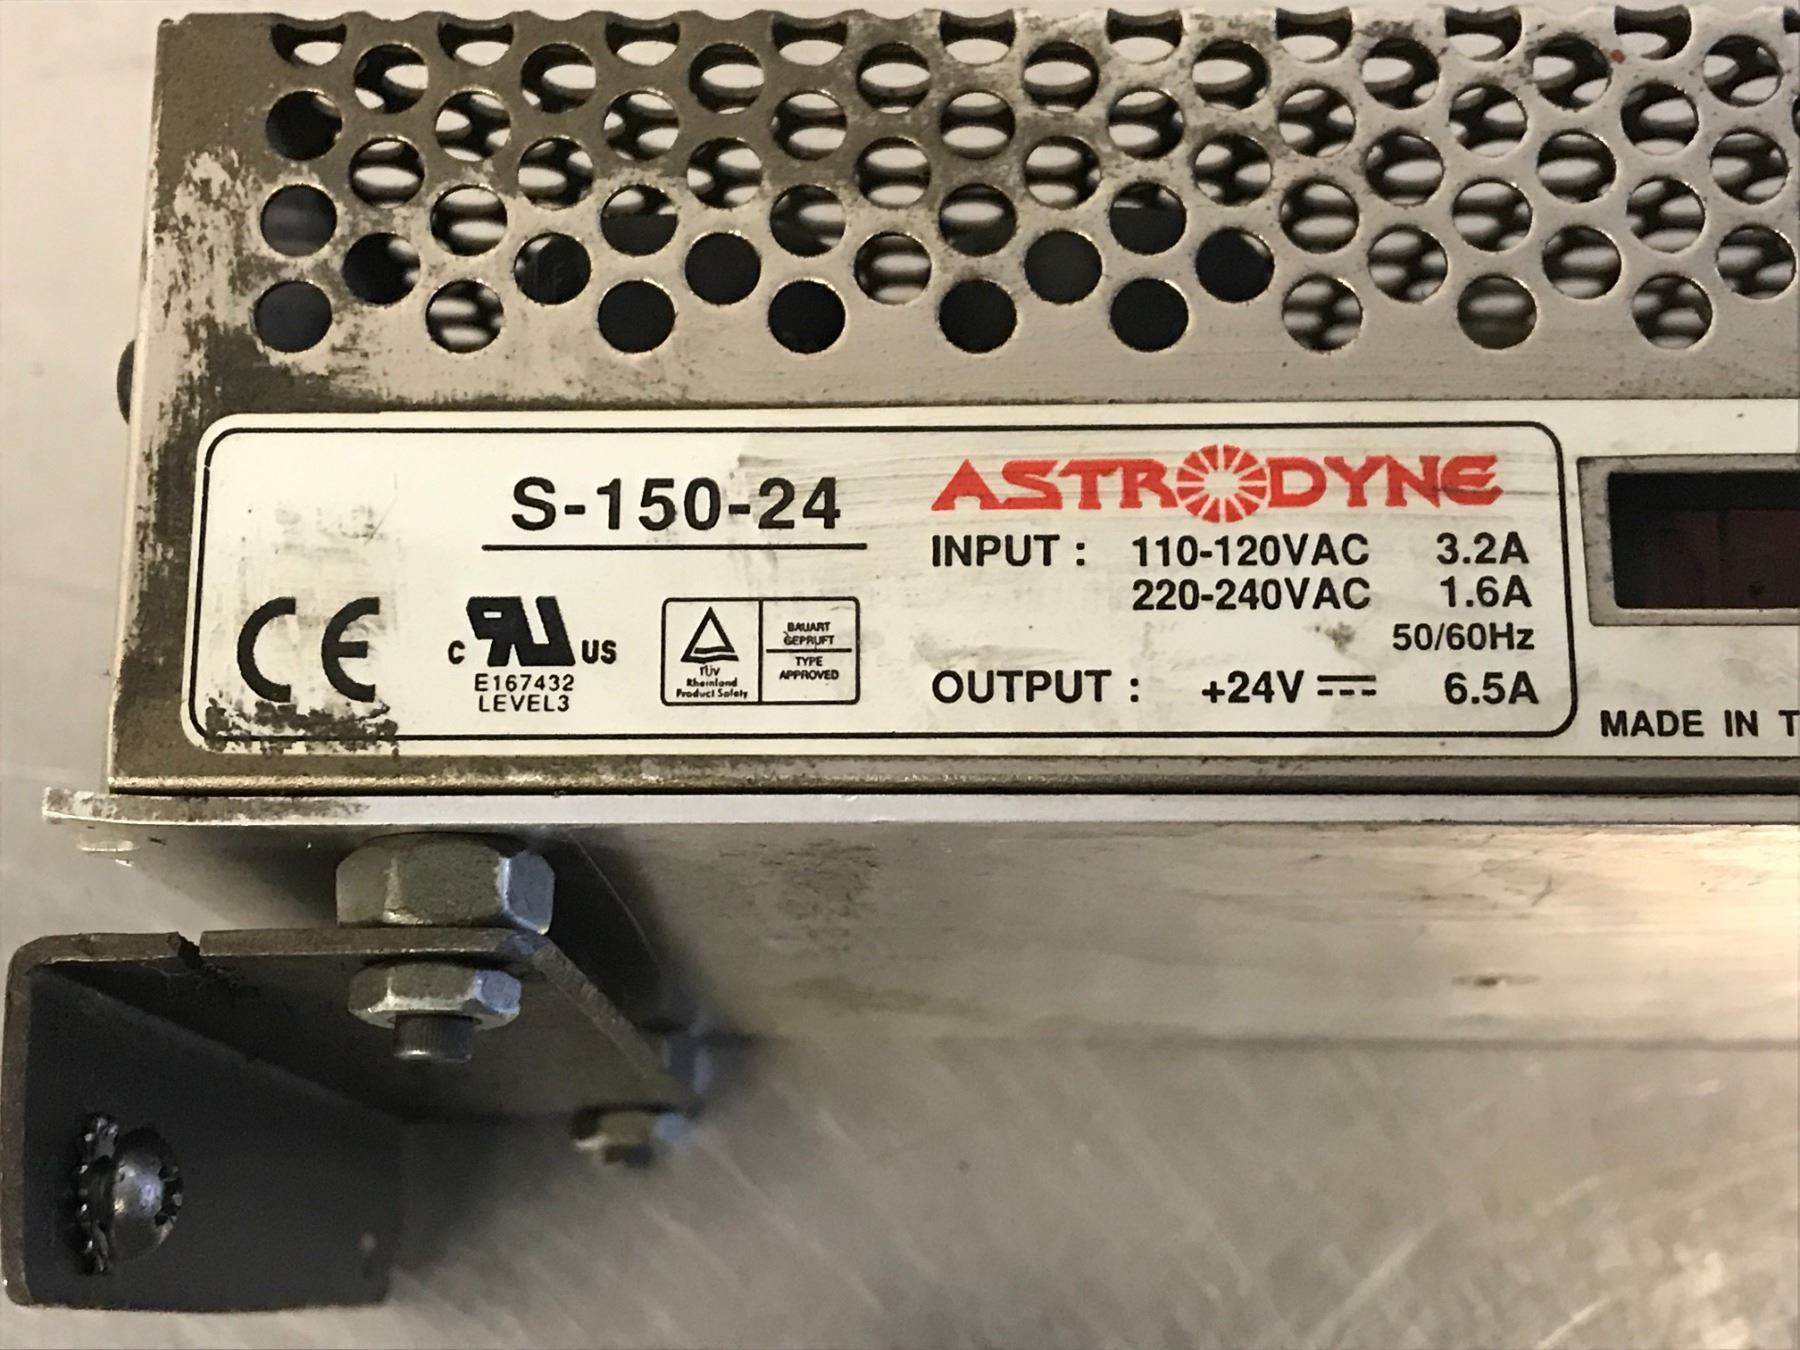 S-150-24
ASTRODYNE
INPUT : 110-120VAC 3.2A
220-240VAC 1.6A
50/60Hz
OUTPUT : +24V 6.5A
CE
C RU US
E167432
LEVEL3
TÜV
Rheinland
Product Safety
BAUART
GEPRUFT
TYPE
APPROVED
MADE IN T